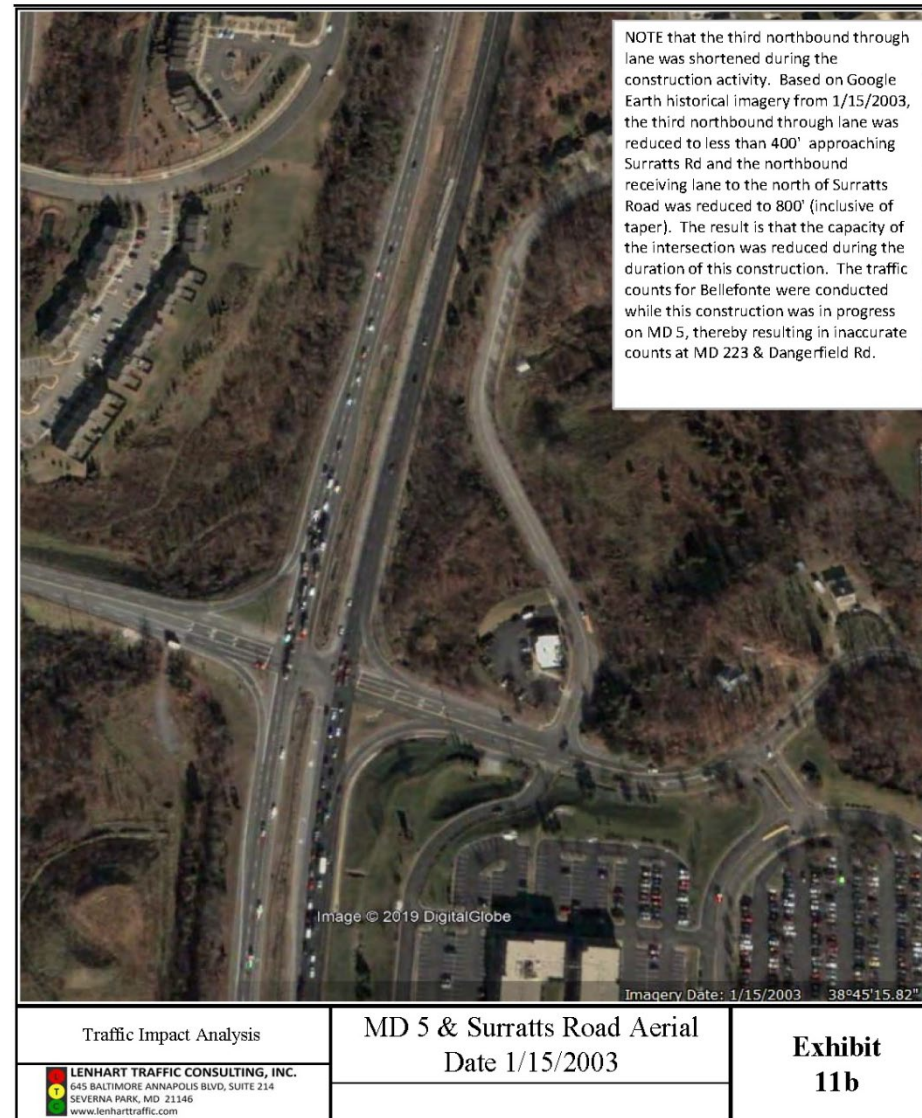 NOTE that the third northbound through
lane was shortened during the
construction activity. Based on Google
Earth historical imagery from 1/15/2003,
the third northbound through lane was
reduced to less than 400' approaching
Surratts Rd and the northbound
receiving lane to the north of Surratts
Road was reduced to 800' (inclusive of
taper). The result is that the capacity of
the intersection was reduced during the
duration of this construction. The traffic
counts for Bellefonte were conducted
while this construction was in progress
on MD 5, thereby resulting in inaccurate
counts at MD 223 & Dangerfield Rd.
Image © 2019 DigitalGlobe
Imagery Date: 1/15/2003 38°45'15.82"
Traffic Impact Analysis
L
T
C
LENHART TRAFFIC CONSULTING, INC.
645 BALTIMORE ANNAPOLIS BLVD, SUITE 214
SEVERNA PARK, MD 21146
www.lenharttraffic.com
MD 5 & Surratts Road Aerial
Date 1/15/2003
Exhibit
11b